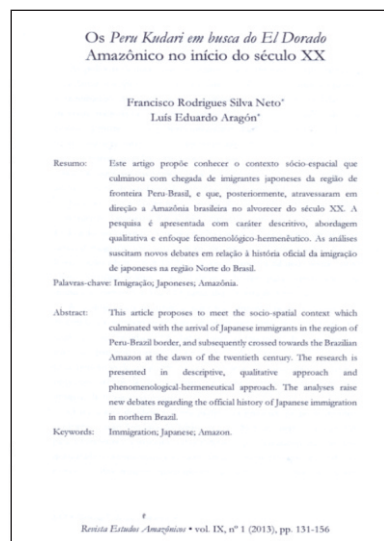 Os Peru Kudari em busca do El Dorado
Amazônico no início do século XX
Francisco Rodrigues Silva Neto*
Luís Eduardo Aragón*
Resumo: Este artigo propõe conhecer o contexto sócio-espacial que
culminou com chegada de imigrantes japoneses da região de
fronteira Peru-Brasil, e que, posteriormente, atravessaram em
direção a Amazônia brasileira no alvorecer do século XX. A
pesquisa é apresentada com caráter descritivo, abordagem
qualitativa e enfoque fenomenológico-hermenêutico. As análises
suscitam novos debates em relação à história oficial da imigração
de japoneses na região Norte do Brasil.
Palavras-chave: Imigração; Japoneses; Amazônia.
Abstract: This article proposes to meet the socio-spatial context which
culminated with the arrival of Japanese immigrants in the region of
Peru-Brazil border, and subsequently crossed towards the Brazilian
Amazon at the dawn of the twentieth century. The research is
presented in descriptive, qualitative approach and
phenomenological-hermeneutical approach. The analyses raise
new debates regarding the official history of Japanese immigration
in northern Brazil.
Keywords: Immigration; Japanese; Amazon.
Revista Estudos Amazônicos • vol. IX, nº 1 (2013), pp. 131-156